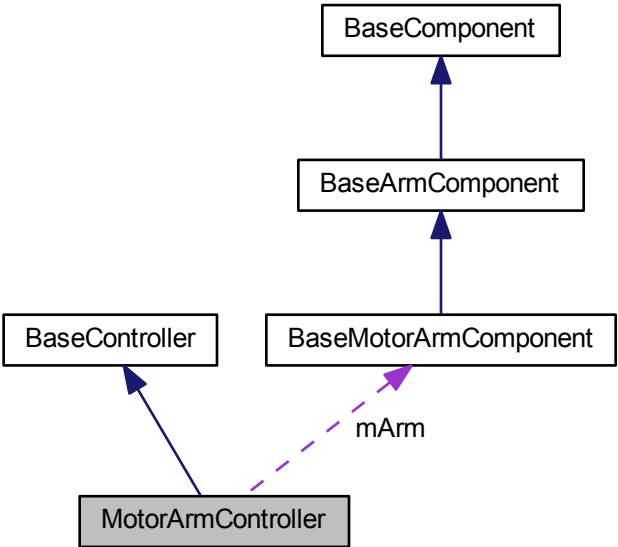 BaseComponent
BaseArmComponent
BaseController
BaseMotorArmComponent
mArm
MotorArmController